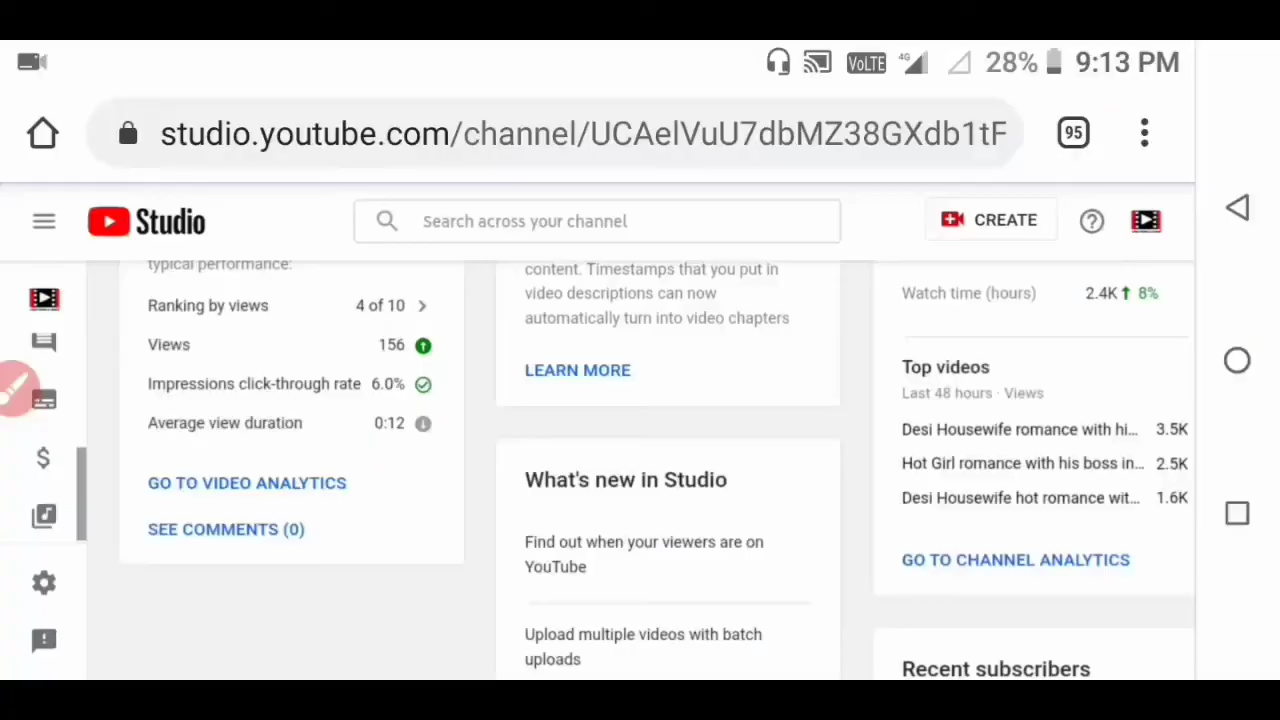 VoLTE 4G 28% 9:13 PM
studio.youtube.com/channel/UCAelVuU7dbMZ38GXdb1tF
95
Studio
Search across your channel
CREATE
typical performance:
Ranking by views 4 of 10
Views 156
Impressions click-through rate 6.0%
Average view duration 0:12
GO TO VIDEO ANALYTICS
SEE COMMENTS (0)
content. Timestamps that you put in
video descriptions can now
automatically turn into video chapters
LEARN MORE
What's new in Studio
Find out when your viewers are on
YouTube
Upload multiple videos with batch
uploads
Watch time (hours) 2.4K 8%
Top videos
Last 48 hours · Views
Desi Housewife romance with hi... 3.5K
Hot Girl romance with his boss in... 2.5K
Desi Housewife hot romance wit... 1.6K
GO TO CHANNEL ANALYTICS
Recent subscribers